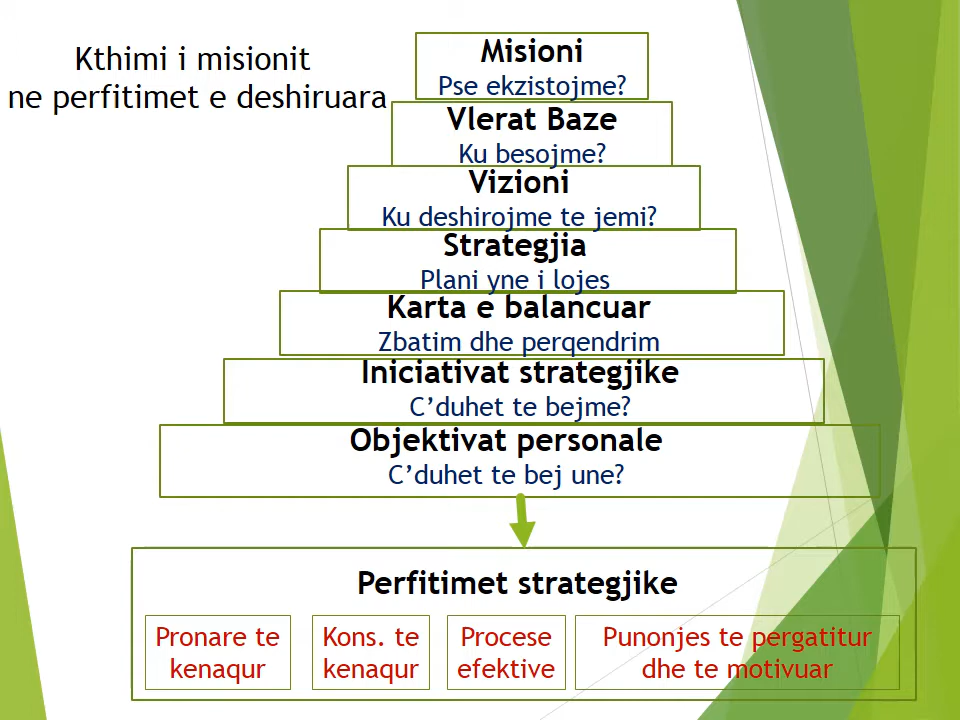 Kthimi i misionit
ne perfitimet e deshiruara
Misioni
Pse ekzistojme?
Vlerat Baze
Ku besojme?
Vizioni
Ku deshirojme te jemi?
Strategjia
Plani yne i lojes
Karta e balancuar
Zbatim dhe perqendrim
Iniciativat strategjike
C’duhet te bejme?
Objektivat personale
C’duhet te bej une?
Perfitimet strategjike
Pronare te
kenaqur
Kons. te
kenaqur
Procese
efektive
Punonjes te pergatitur
dhe te motivuar